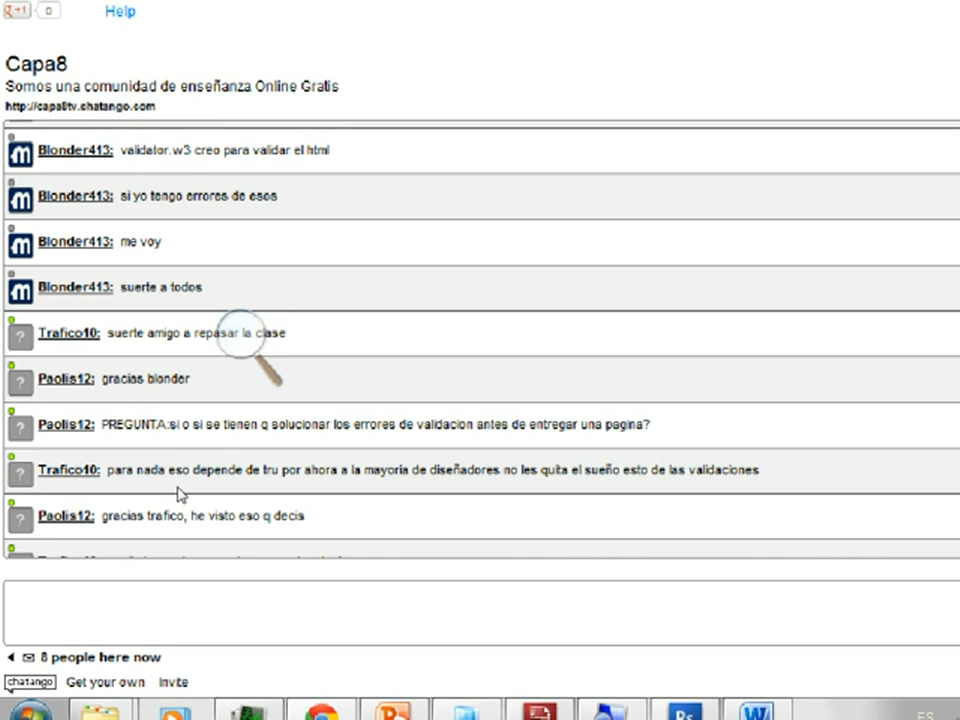 g +1 0 Help
Capa8
Somos una comunidad de enseñanza Online Gratis
http://capa8tv.chatango.com
m Blonder413: validator.w3 creo para validar el html
m Blonder413: si yo tengo errores de esos
m Blonder413: me voy
m Blonder413: suerte a todos
? Trafico10: suerte amigo a repasar la clase
? Paolis12: gracias blonder
? Paolis12: PREGUNTA:si o si se tienen q solucionar los errores de validacion antes de entregar una pagina?
? Trafico10: para nada eso depende de tru por ahora a la mayoria de diseñadores no les quita el sueño esto de las validaciones
? Paolis12: gracias trafico, he visto eso q decis
8 people here now
chatango Get your own Invite
Ps W ES